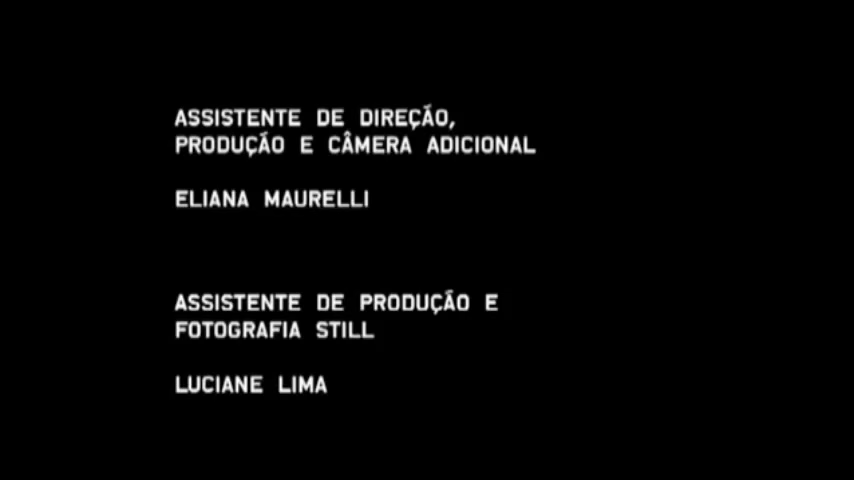 ASSISTENTE DE DIREÇÃO,
PRODUÇÃO E CÂMERA ADICIONAL
ELIANA MAURELLI
ASSISTENTE DE PRODUÇÃO E
FOTOGRAFIA STILL
LUCIANE LIMA